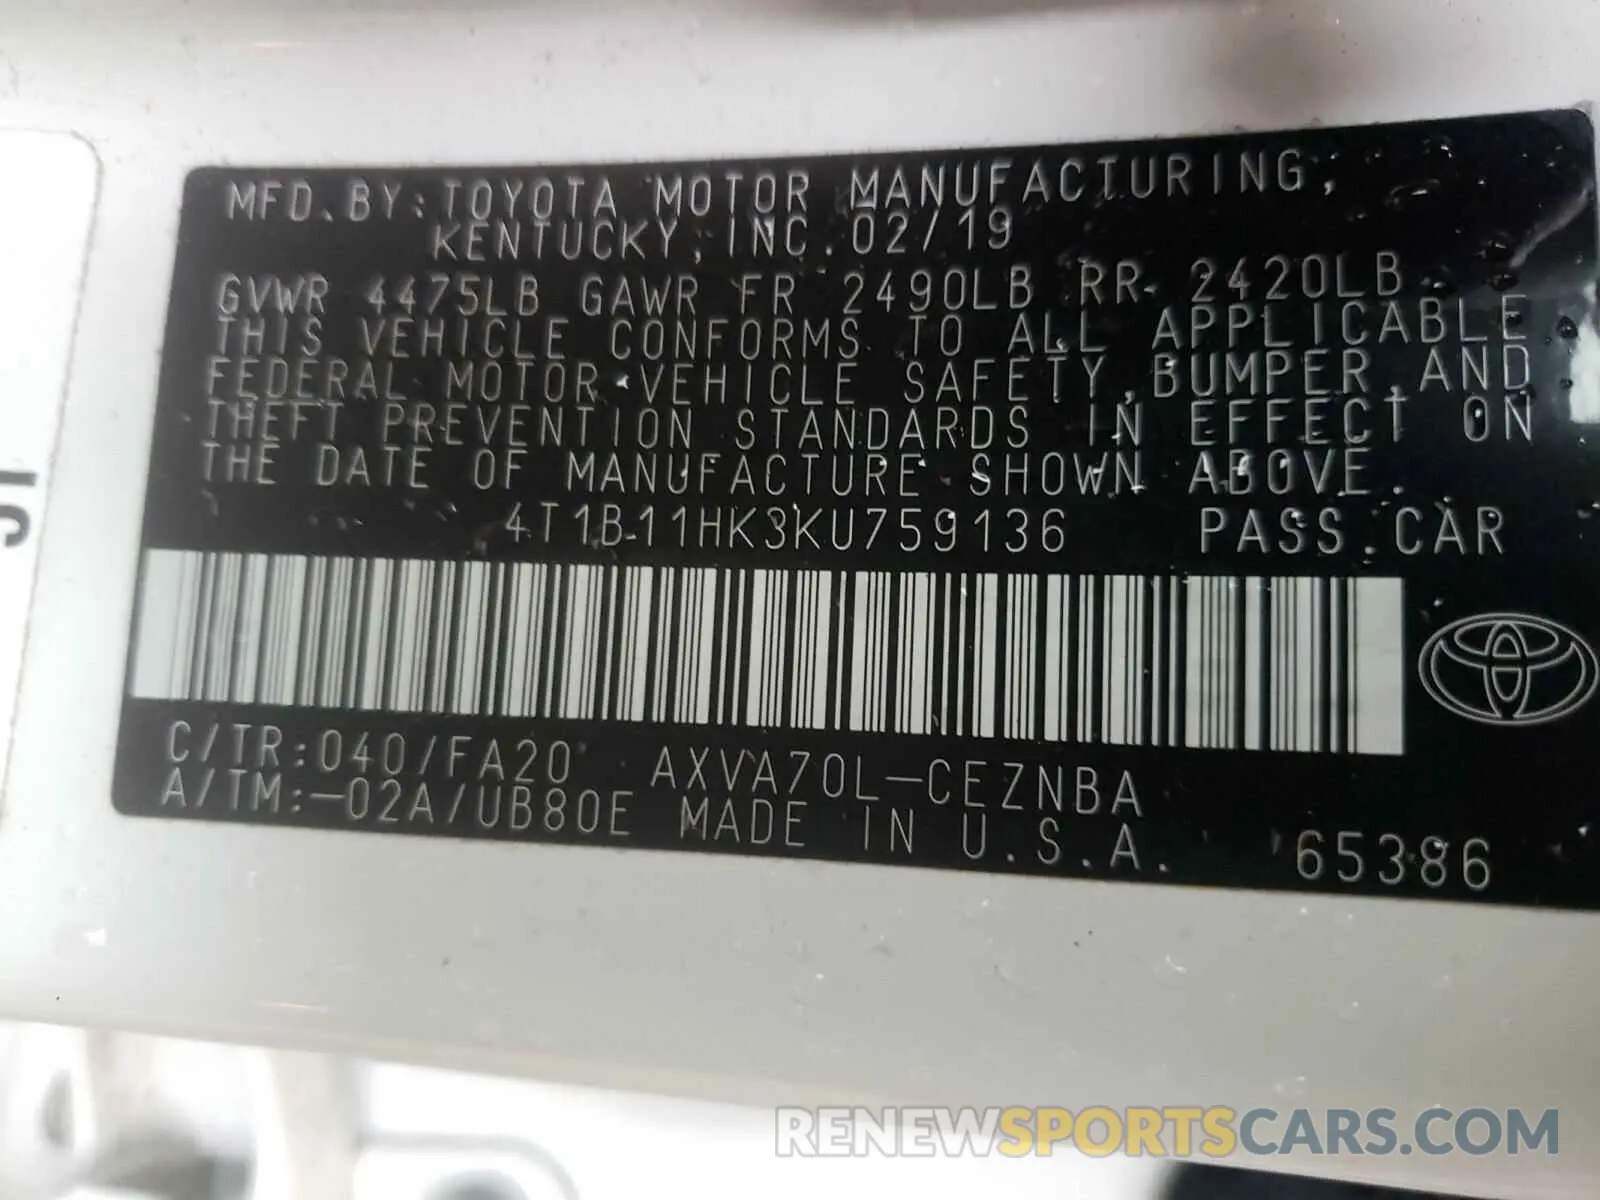 MFD.BY:TOYOTA MOTOR MANUFACTURING,
KENTUCKY,INC.02/19
GVWR 4475LB GAWR FR 2490LB RR 2420LB
THIS VEHICLE CONFORMS TO ALL APPLICABLE
FEDERAL MOTOR VEHICLE SAFETY,BUMPER,AND
THEFT PREVENTION STANDARDS IN EFFECT ON
THE DATE OF MANUFACTURE SHOWN ABOVE.
4T1B11HK3KU759136 PASS.CAR
C/TR:040/FA20 AXVA70L-CEZNBA
A/TM:-02A/UB80E MADE IN U.S.A. 65386
RENEWSPORTSCARS.COM